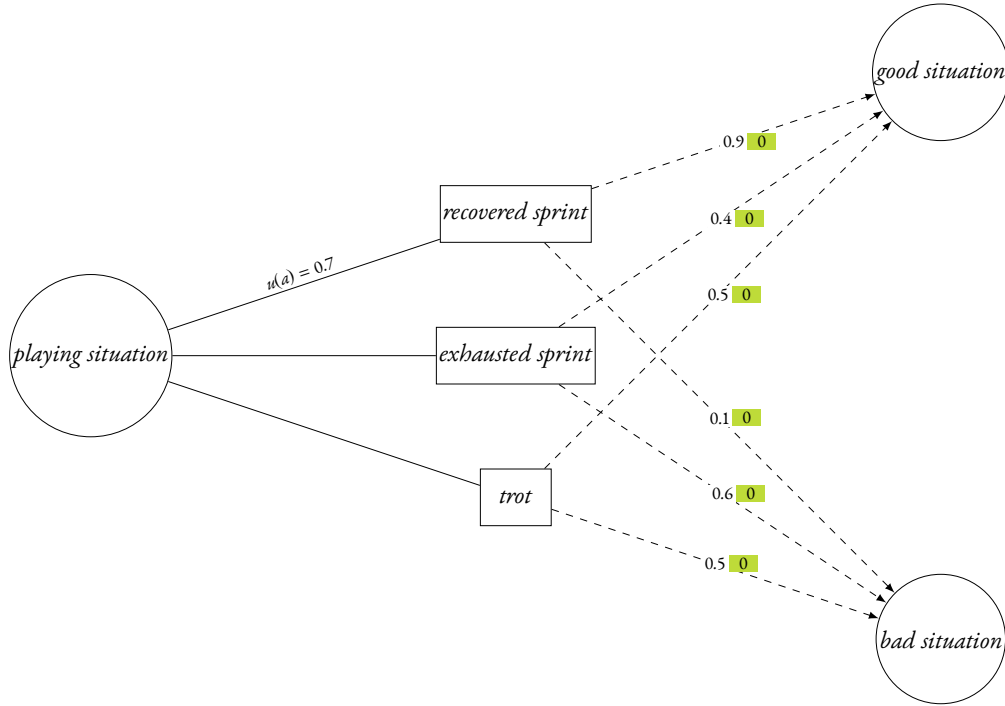 good situation
0.9 0
recovered sprint
0.4 0
u(a) = 0.7
0.5 0
playing situation
exhausted sprint
0.1 0
trot
0.6 0
0.5 0
bad situation